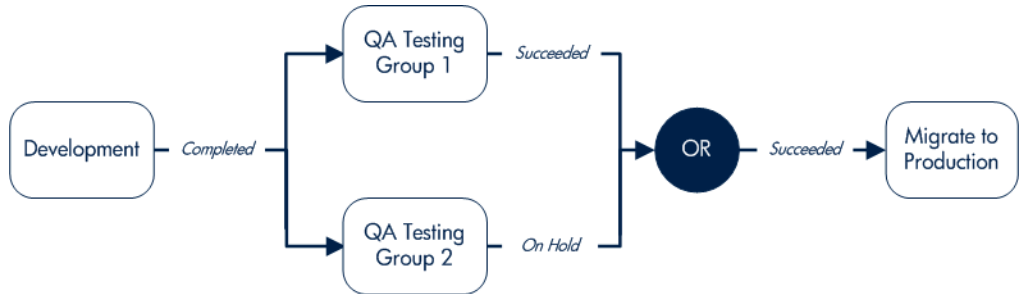 Development
Completed
QA Testing
Group 1
Succeeded
QA Testing
Group 2
On Hold
OR
Succeeded
Migrate to
Production